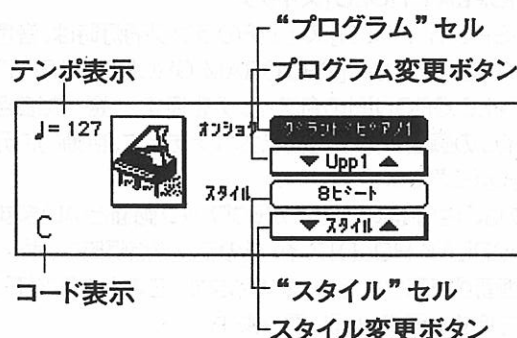 “プログラム” セル
テンポ表示
プログラム変更ボタン
♩= 127
オンショク
グランド ピアノ1
▼ Upp1 ▲
スタイル
8ビート
▼ スタイル ▲
C
コード表示
“スタイル” セル
スタイル変更ボタン